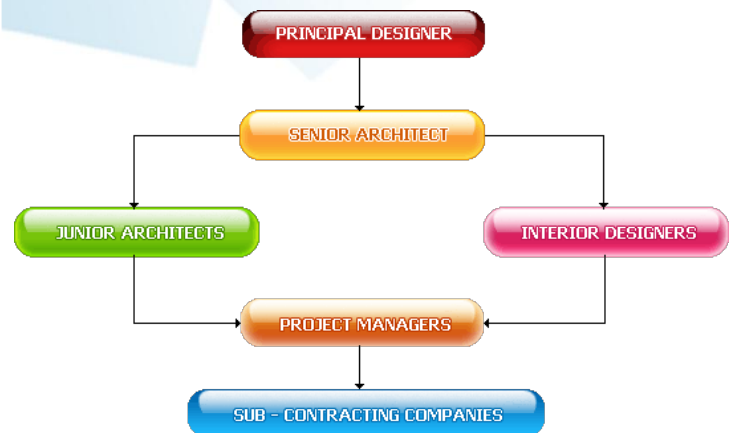 PRINCIPAL DESIGNER
SENIOR ARCHITECT
JUNIOR ARCHITECTS
INTERIOR DESIGNERS
PROJECT MANAGERS
SUB - CONTRACTING COMPANIES